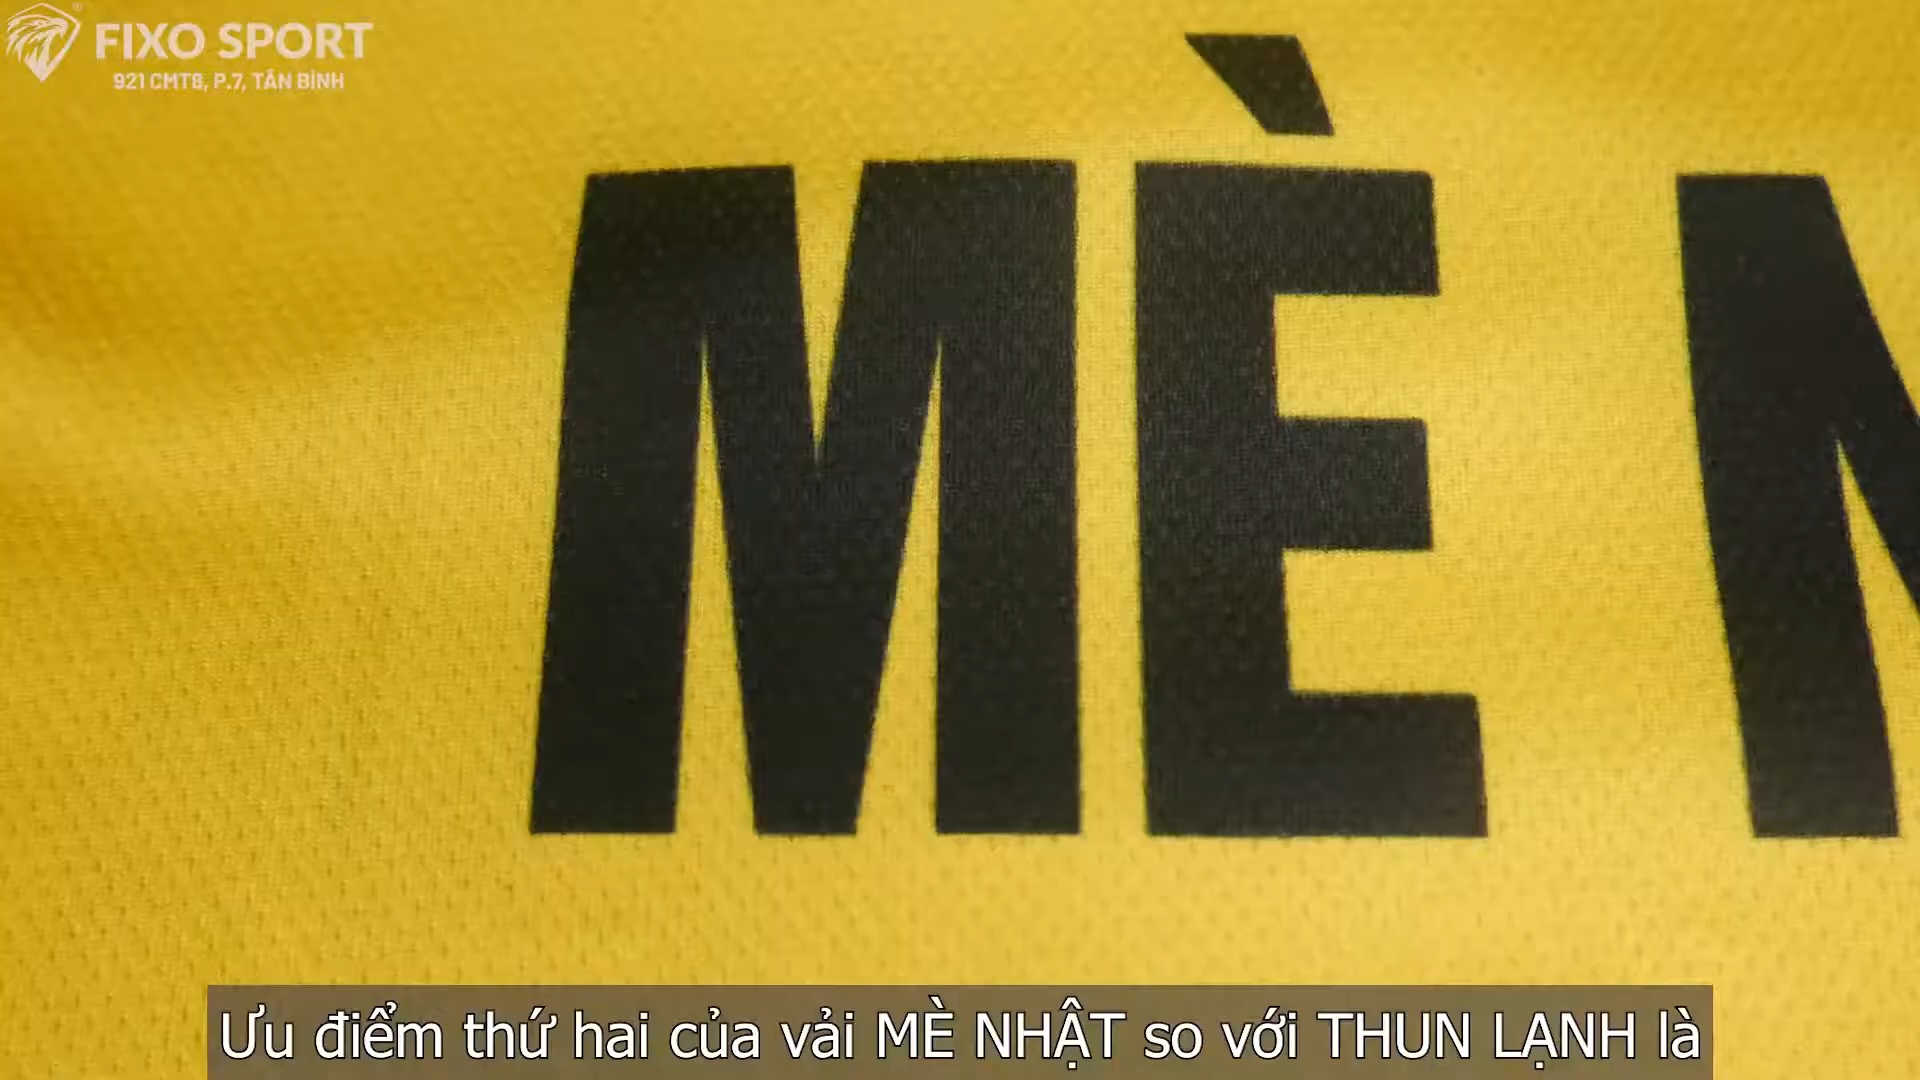 FIXO SPORT
921 CMT8, P.7, TÂN BÌNH
MÈ
Ưu điểm thứ hai của vải MÈ NHẬT so với THUN LẠNH là